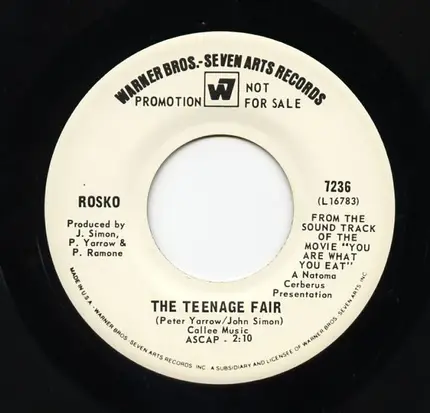 WARNER BROS.-SEVEN ARTS RECORDS
PROMOTION W7 NOT
FOR SALE
ROSKO
Produced by
J. Simon,
P. Yarrow &
P. Ramone
7236
(L16783)
FROM THE
SOUND TRACK
OF THE
MOVIE "YOU
ARE WHAT
YOU EAT"
A Natoma
Cerberus
Presentation
THE TEENAGE FAIR
(Peter Yarrow/John Simon)
Callee Music
ASCAP - 2:10
MADE IN U.S.A. · WARNER BROS. SEVEN ARTS RECORDS, INC. A SUBSIDIARY AND LICENSEE OF WARNER BROS. SEVEN ARTS, INC.